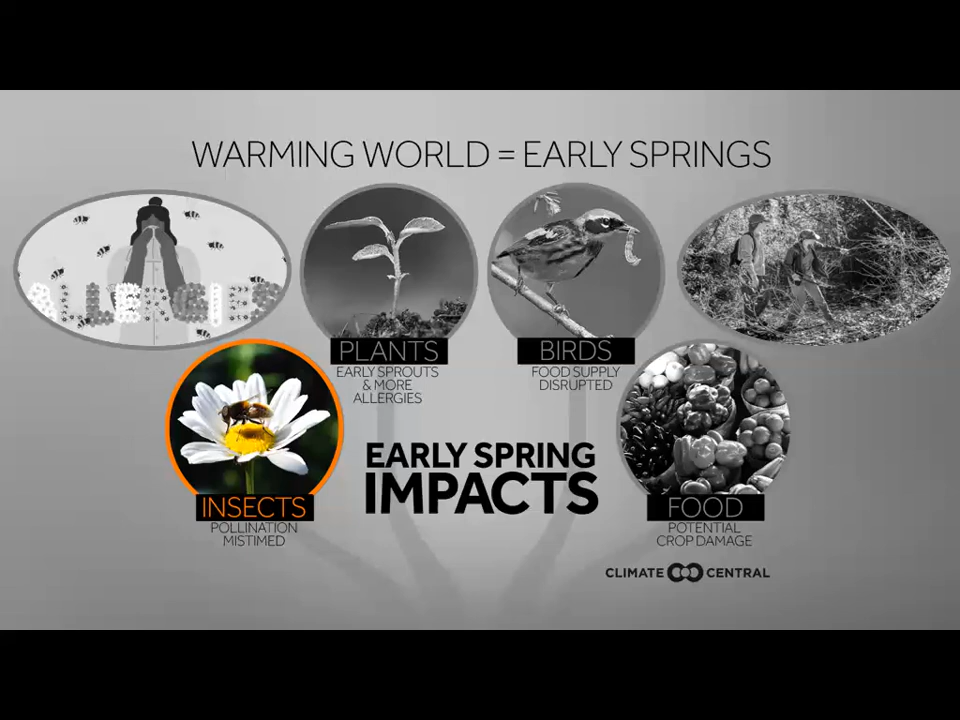 WARMING WORLD = EARLY SPRINGS
ALLERGIES
PLANTS
EARLY SPROUTS
& MORE
ALLERGIES
BIRDS
FOOD SUPPLY
DISRUPTED
INSECTS
POLLINATION
MISTIMED
EARLY SPRING
IMPACTS
FOOD
POTENTIAL
CROP DAMAGE
CLIMATE CENTRAL